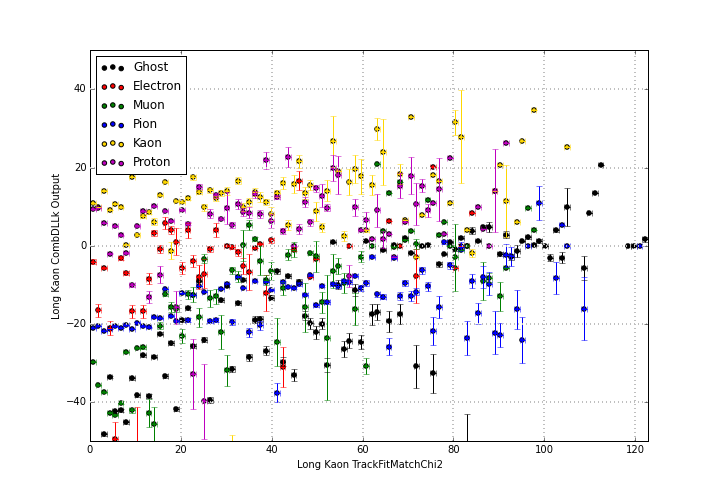 40
20
0
−20
−40
Long Kaon CombDLLk Output
Ghost
Electron
Muon
Pion
Kaon
Proton
0 20 40 60 80 100 120
Long Kaon TrackFitMatchChi2